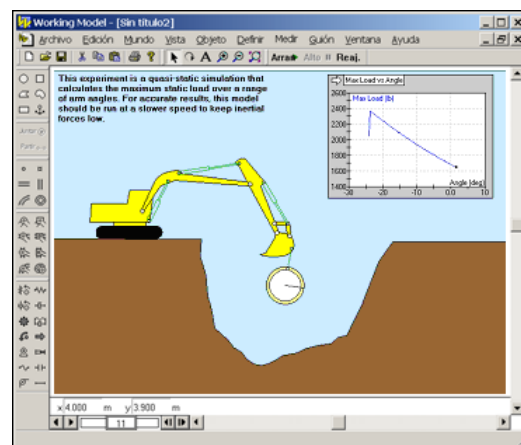 Working Model - [Sin título2]
Archivo Edición Mundo Vista Objeto Definir Medir Guión Ventana Ayuda
Arran Alto Reaj.
This experiment is a quasi-static simulation that
calculates the maximum static load over a range
of arm angles. For accurate results, this model
should be run at a slower speed to keep inertial
forces low.
Max Load vs Angle
Max Load (lb)
2600
2400
2200
2000
1800
1600
1400
Angle (deg)
-30 -20 -10 0 10
x 4.000 m y 3.900 m
11